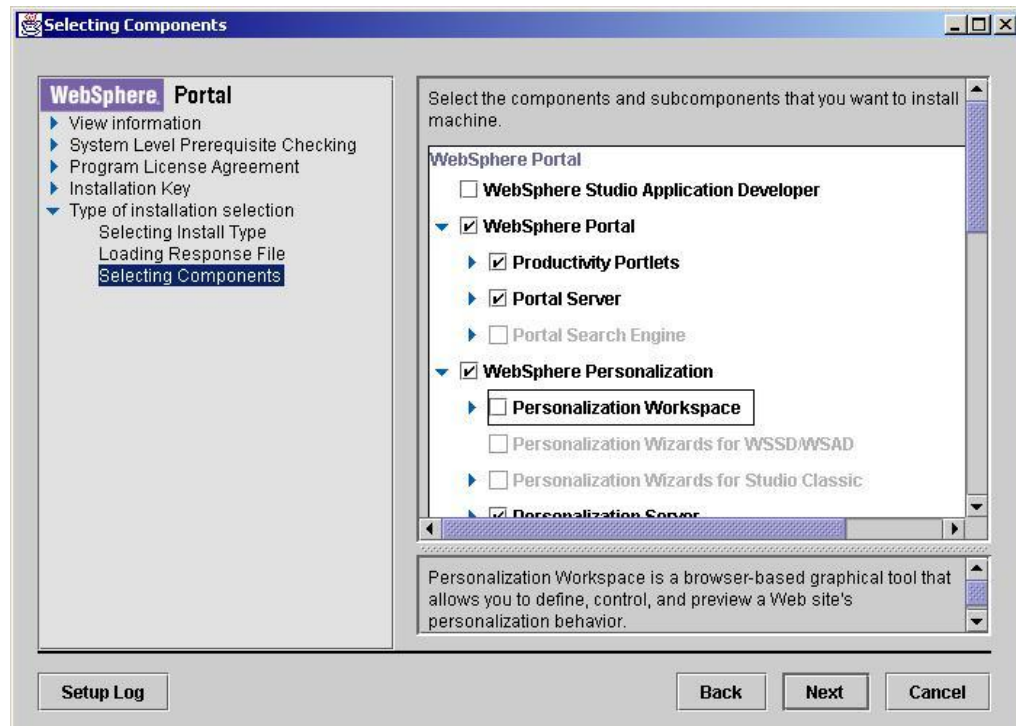 Selecting Components
WebSphere Portal
View information
System Level Prerequisite Checking
Program License Agreement
Installation Key
Type of installation selection
Selecting Install Type
Loading Response File
Selecting Components
Select the components and subcomponents that you want to install
machine.
WebSphere Portal
WebSphere Studio Application Developer
WebSphere Portal
Productivity Portlets
Portal Server
Portal Search Engine
WebSphere Personalization
Personalization Workspace
Personalization Wizards for WSSD/WSAD
Personalization Wizards for Studio Classic
Personalization Server
Personalization Workspace is a browser-based graphical tool that
allows you to define, control, and preview a Web site's
personalization behavior.
Setup Log
Back
Next
Cancel